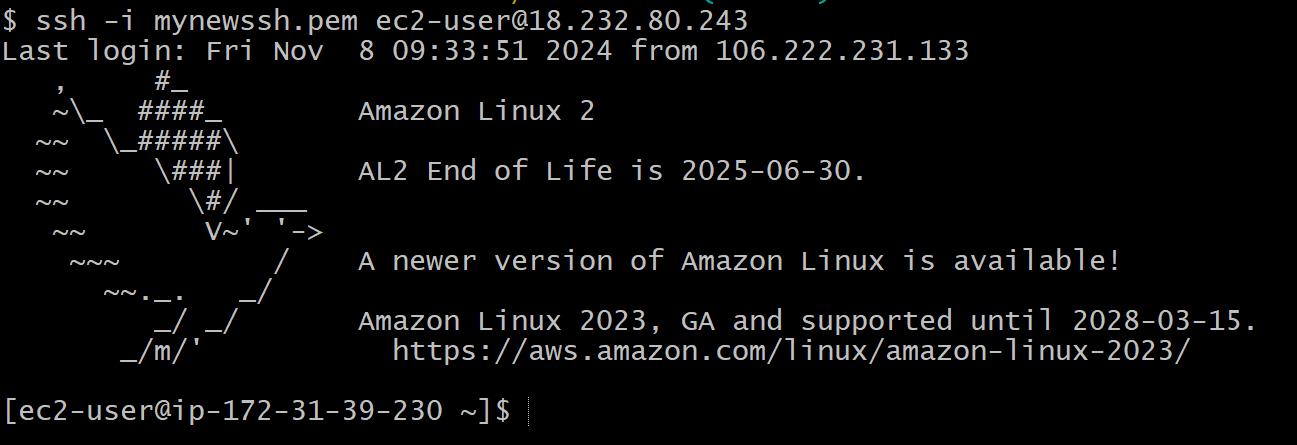 $ ssh -i mynewssh.pem ec2-user@18.232.80.243
Last login: Fri Nov  8 09:33:51 2024 from 106.222.231.133
   ,     #_
   ~\_  ####_        Amazon Linux 2
  ~~  \_#####\
  ~~     \###|       AL2 End of Life is 2025-06-30.
  ~~       \#/ ___
   ~~       V~' '->
    ~~~         /    A newer version of Amazon Linux is available!
      ~~._.   _/
         _/ _/       Amazon Linux 2023, GA and supported until 2028-03-15.
       _/m/'           https://aws.amazon.com/linux/amazon-linux-2023/
[ec2-user@ip-172-31-39-230 ~]$